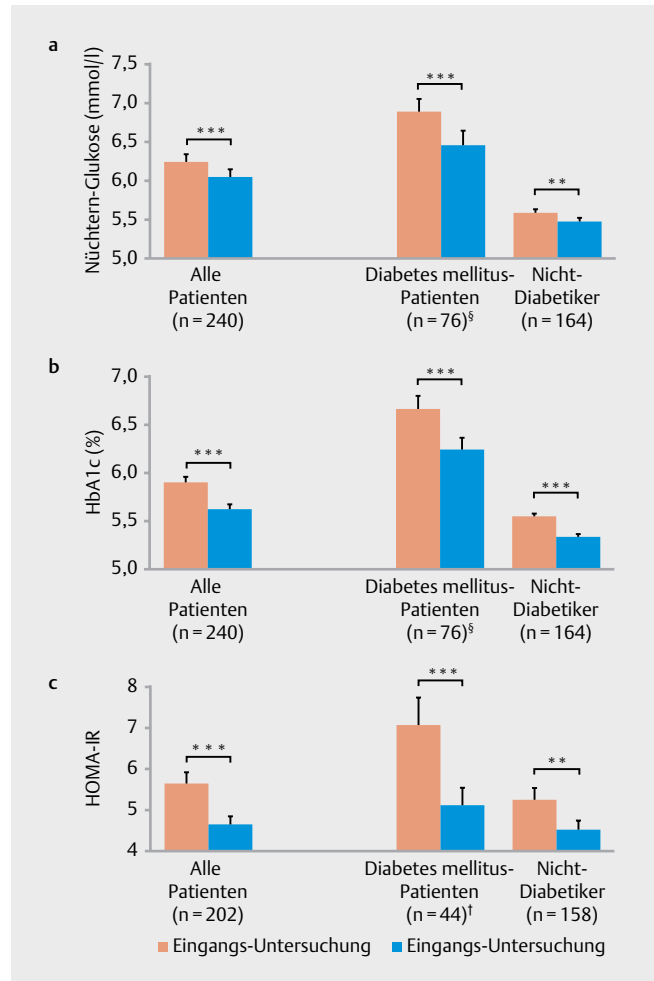 a
Nüchtern-Glukose (mmol/l)
7,5
7,0
6,5
6,0
5,5
5,0
***
***
**
Alle
Patienten
(n = 240)
Diabetes mellitus-
Patienten
(n = 76)§
Nicht-
Diabetiker
(n = 164)
b
HbA1c (%)
7,0
6,5
6,0
5,5
5,0
***
***
***
Alle
Patienten
(n = 240)
Diabetes mellitus-
Patienten
(n = 76)§
Nicht-
Diabetiker
(n = 164)
c
HOMA-IR
8
7
6
5
4
***
***
**
Alle
Patienten
(n = 202)
Diabetes mellitus-
Patienten
(n = 44)†
Nicht-
Diabetiker
(n = 158)
Eingangs-Untersuchung
Eingangs-Untersuchung